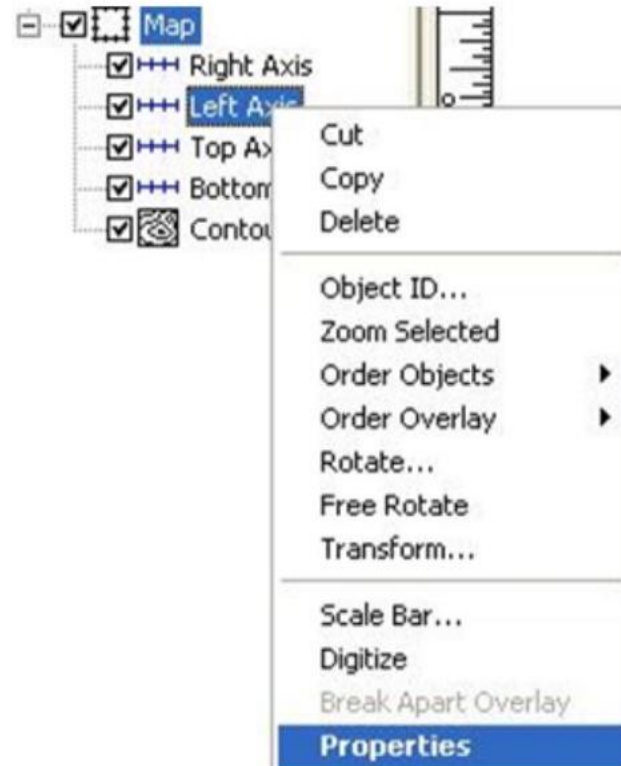 Map
Right Axis
Left Axis
Top Ax
Bottom
Contou
Cut
Copy
Delete
Object ID...
Zoom Selected
Order Objects
Order Overlay
Rotate...
Free Rotate
Transform...
Scale Bar...
Digitize
Break Apart Overlay
Properties